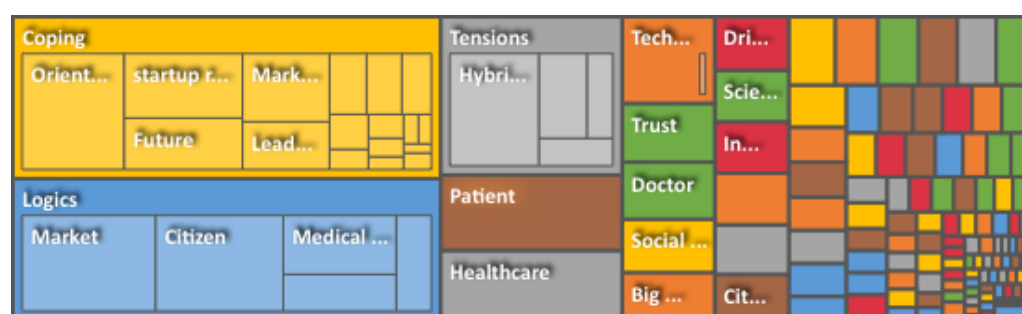 Coping
Orient...
startup r...
Mark...
Future
Lead...
Logics
Market
Citizen
Medical ...
Tensions
Hybri...
Patient
Healthcare
Tech...
Trust
Doctor
Social ...
Big ...
Dri...
Scie...
In...
Cit...